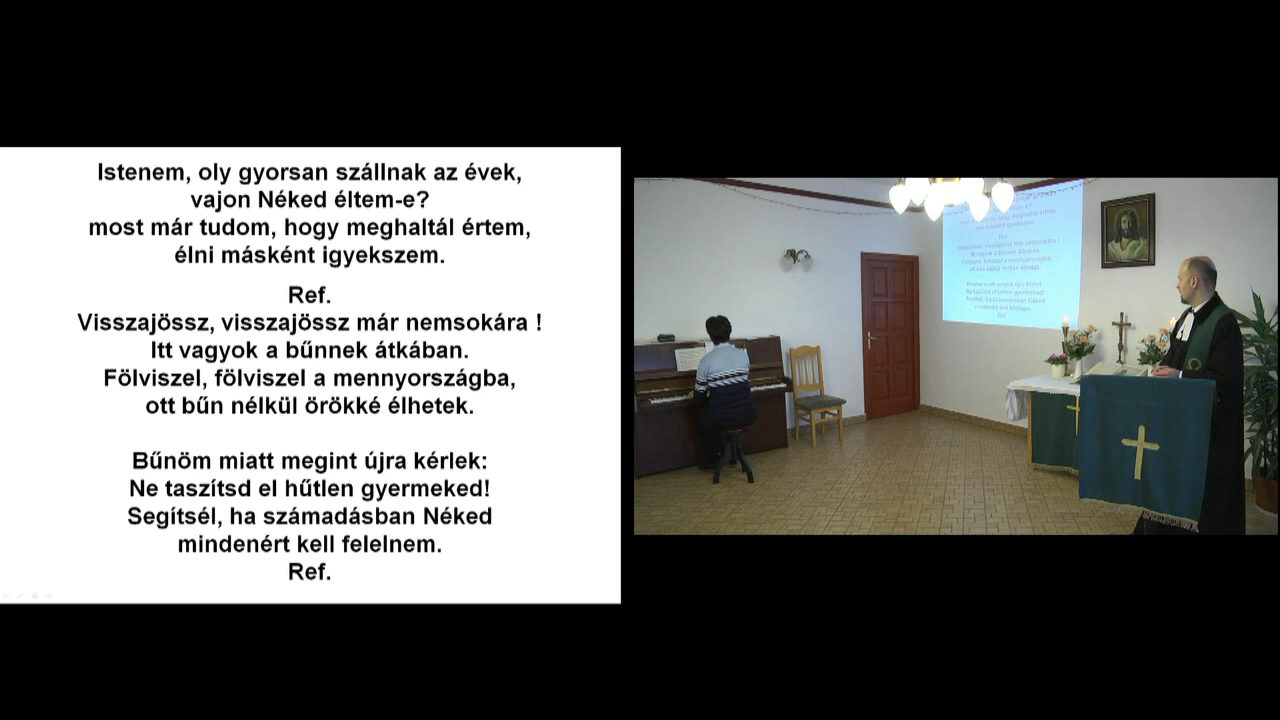 Istenem, oly gyorsan szállnak az évek,
vajon Néked éltem-e?
most már tudom, hogy meghaltál értem,
élni másként igyekszem.
Ref.
Visszajössz, visszajössz már nemsokára !
Itt vagyok a bűnnek átkában.
Fölviszel, fölviszel a mennyországba,
ott bűn nélkül örökké élhetek.
Bűnöm miatt megint újra kérlek:
Ne taszítsd el hűtlen gyermeked!
Segítsél, ha számadásban Néked
mindenért kell felelnem.
Ref.